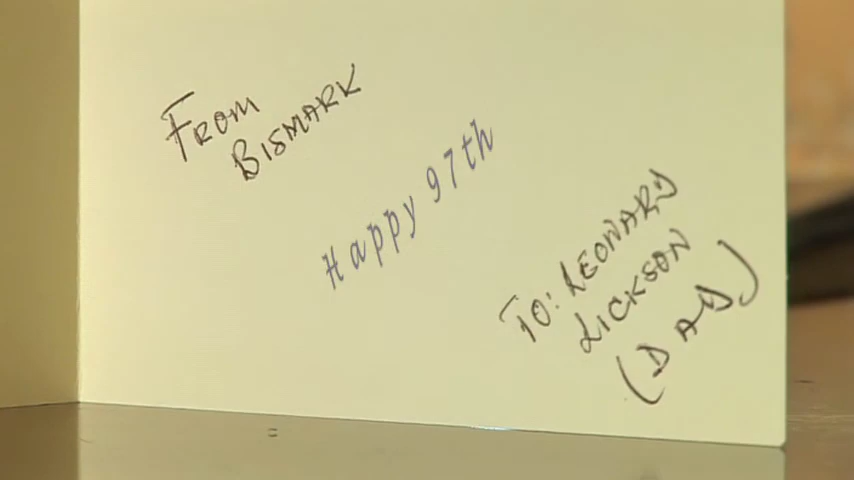 FROM
BISMARK
Happy 97th
TO: LEONARD
LICKSON
(DAD)